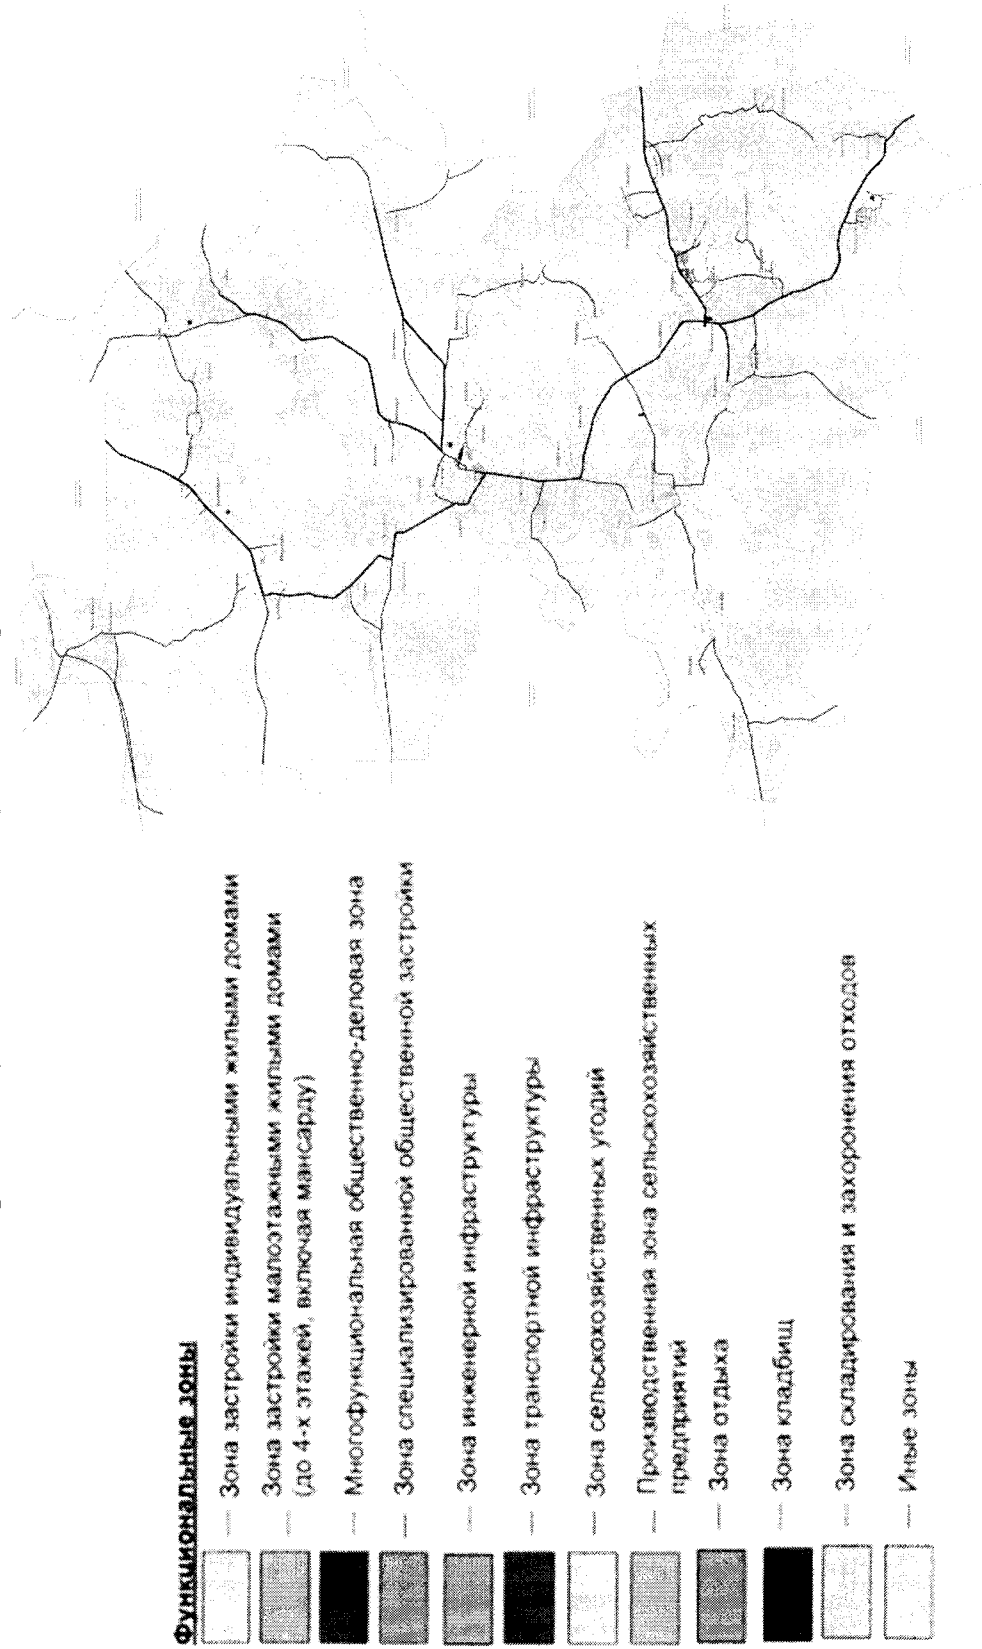 Функциональные зоны
— Зона застройки индивидуальными жилыми домами
— Зона застройки малоэтажными жилыми домами
(до 4-х этажей, включая мансарду)
— Многофункциональная общественно-деловая зона
— Зона специализированной общественной застройки
— Зона инженерной инфраструктуры
— Зона транспортной инфраструктуры
— Зона сельскохозяйственных угодий
— Производственная зона сельскохозяйственных
предприятий
— Зона отдыха
— Зона кладбищ
— Зона складирования и захоронения отходов
— Иные зоны